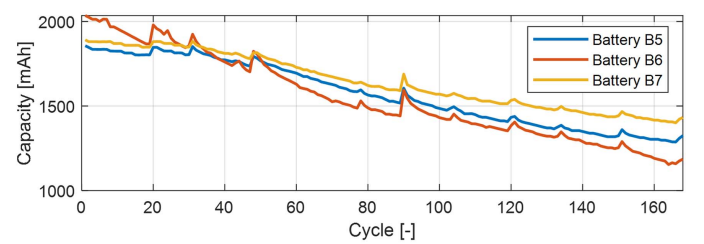 2000
1500
1000
Capacity [mAh]
Battery B5
Battery B6
Battery B7
0 20 40 60 80 100 120 140 160
Cycle [-]